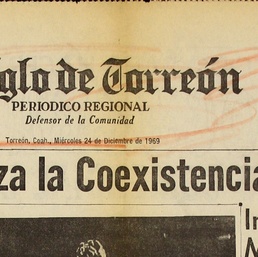 iglo de Torreón
PERIODICO REGIONAL
Defensor de la Comunidad
Torreón, Coah., Miércoles 24 de Diciembre de 1969
za la Coexistencia
In